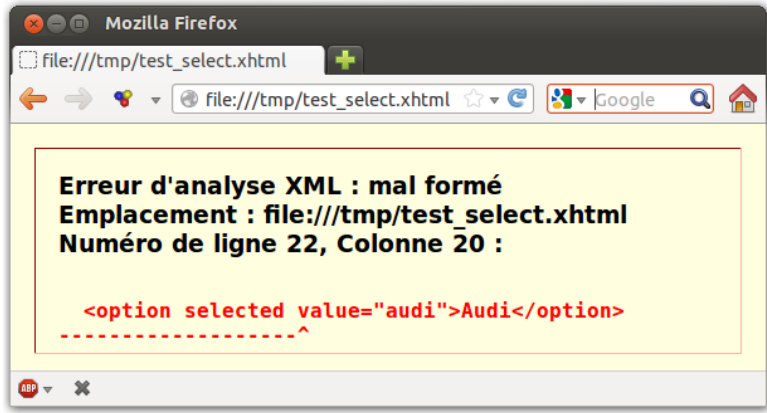 Mozilla Firefox
file:///tmp/test_select.xhtml
file:///tmp/test_select.xhtml
Google
Erreur d'analyse XML : mal formé
Emplacement : file:///tmp/test_select.xhtml
Numéro de ligne 22, Colonne 20 :
<option selected value="audi">Audi</option>
-------------------^
ABP